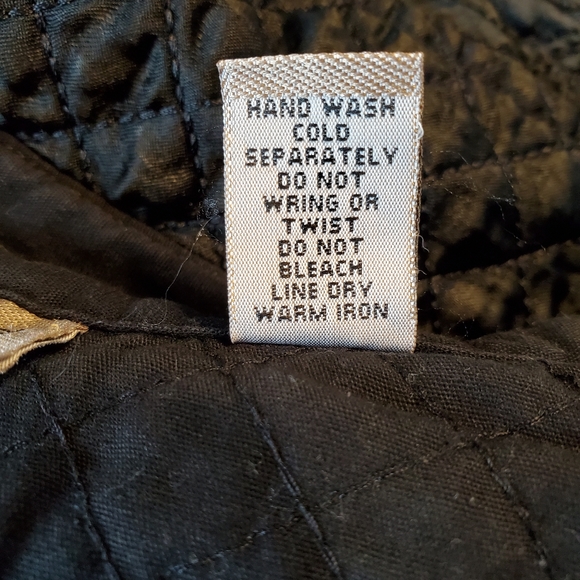 HAND WASH
COLD
SEPARATELY
DO NOT
WRING OR
TWIST
DO NOT
BLEACH
LINE DRY
WARM IRON